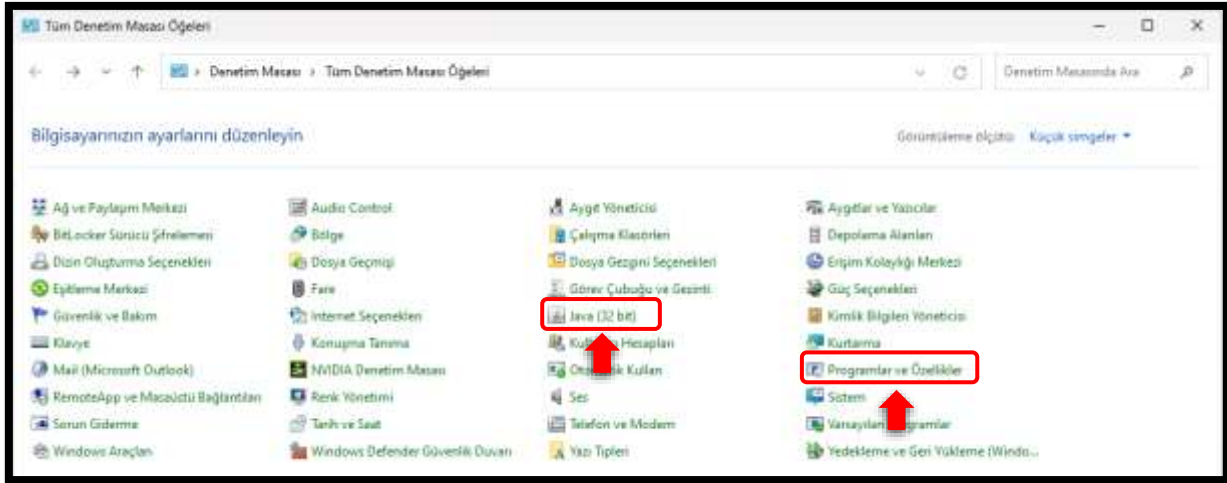 Tüm Denetim Masası Öğeleri
Denetim Masası › Tüm Denetim Masası Öğeleri
Denetim Masasında Ara
Bilgisayarınızın ayarlarını düzenleyin
Görüntüleme ölçütü: Küçük simgeler
Ağ ve Paylaşım Merkezi
Audio Control
Aygıt Yöneticisi
Aygıtlar ve Yazıcılar
BitLocker Sürücü Şifrelemesi
Bölge
Çalışma Klasörleri
Depolama Alanları
Dizin Oluşturma Seçenekleri
Dosya Geçmişi
Dosya Gezgini Seçenekleri
Erişim Kolaylığı Merkezi
Eşitleme Merkezi
Fare
Görev Çubuğu ve Gezinti
Güç Seçenekleri
Güvenlik ve Bakım
İnternet Seçenekleri
Java (32 bit)
Kimlik Bilgileri Yöneticisi
Klavye
Konuşma Tanıma
Hesapları
Kurtarma
Mail (Microsoft Outlook)
NVIDIA Denetim Masası
Kullan
Programlar ve Özellikler
RemoteApp ve Masaüstü Bağlantıları
Renk Yönetimi
Ses
Sistem
Sorun Giderme
Tarih ve Saat
Telefon ve Modem
Varsayılan
Windows Araçları
Windows Defender Güvenlik Duvarı
Yazı Tipleri
Yedekleme ve Geri Yükleme (Windo...